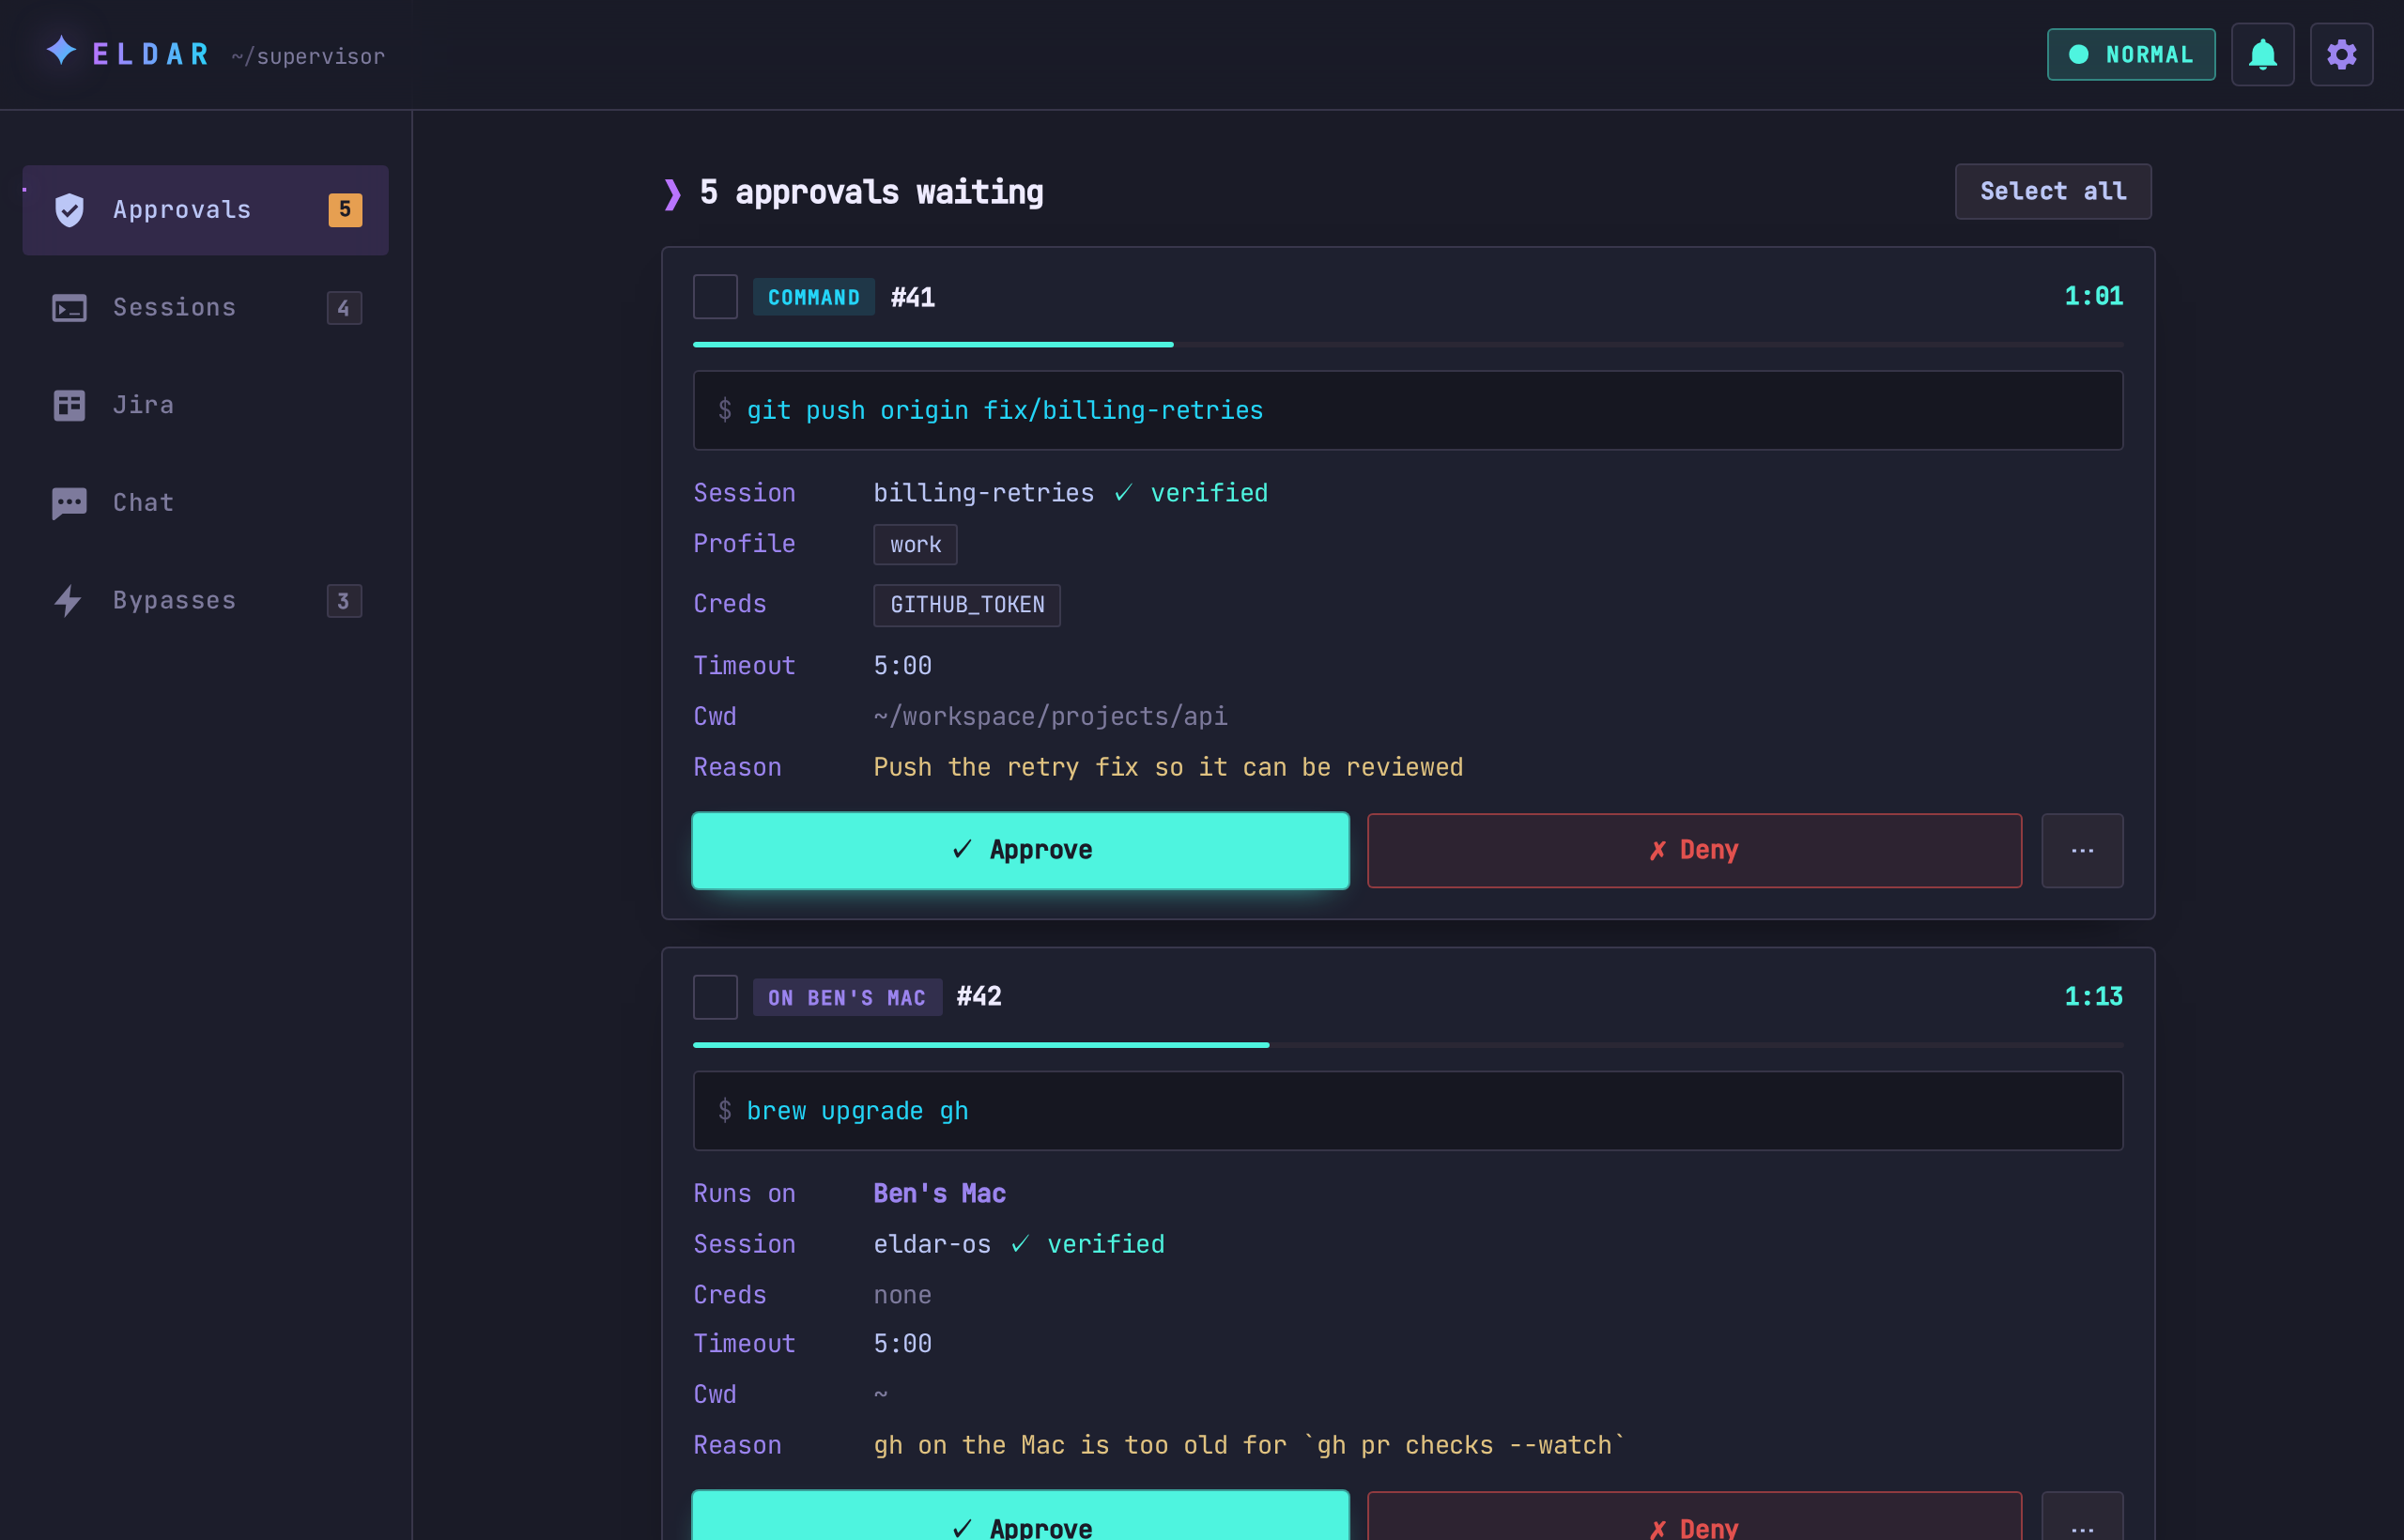 ELDAR ~/supervisor
NORMAL
Approvals 5
Sessions 4
Jira
Chat
Bypasses 3
❯ 5 approvals waiting
Select all
COMMAND #41 1:01
$ git push origin fix/billing-retries
Session billing-retries ✓ verified
Profile work
Creds GITHUB_TOKEN
Timeout 5:00
Cwd ~/workspace/projects/api
Reason Push the retry fix so it can be reviewed
✓ Approve ✗ Deny ⋯
ON BEN'S MAC #42 1:13
$ brew upgrade gh
Runs on Ben's Mac
Session eldar-os ✓ verified
Creds none
Timeout 5:00
Cwd ~
Reason gh on the Mac is too old for `gh pr checks --watch`
✓ Approve ✗ Deny ⋯